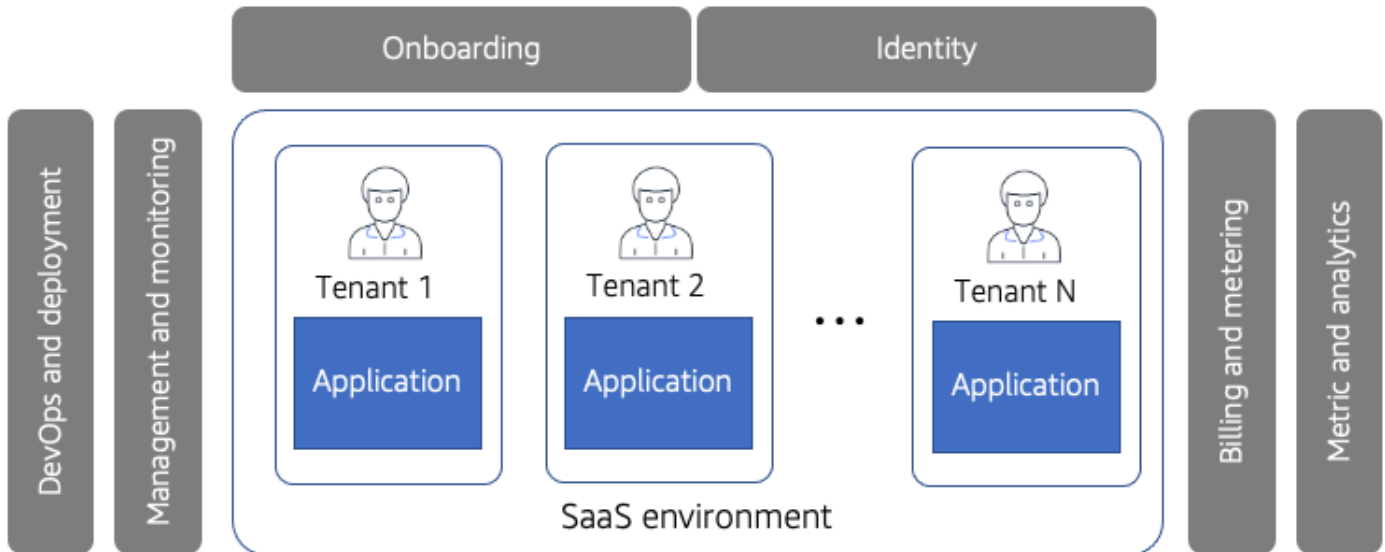 Onboarding
Identity
DevOps and deployment
Management and monitoring
Tenant 1
Application
Tenant 2
Application
...
Tenant N
Application
SaaS environment
Billing and metering
Metric and analytics